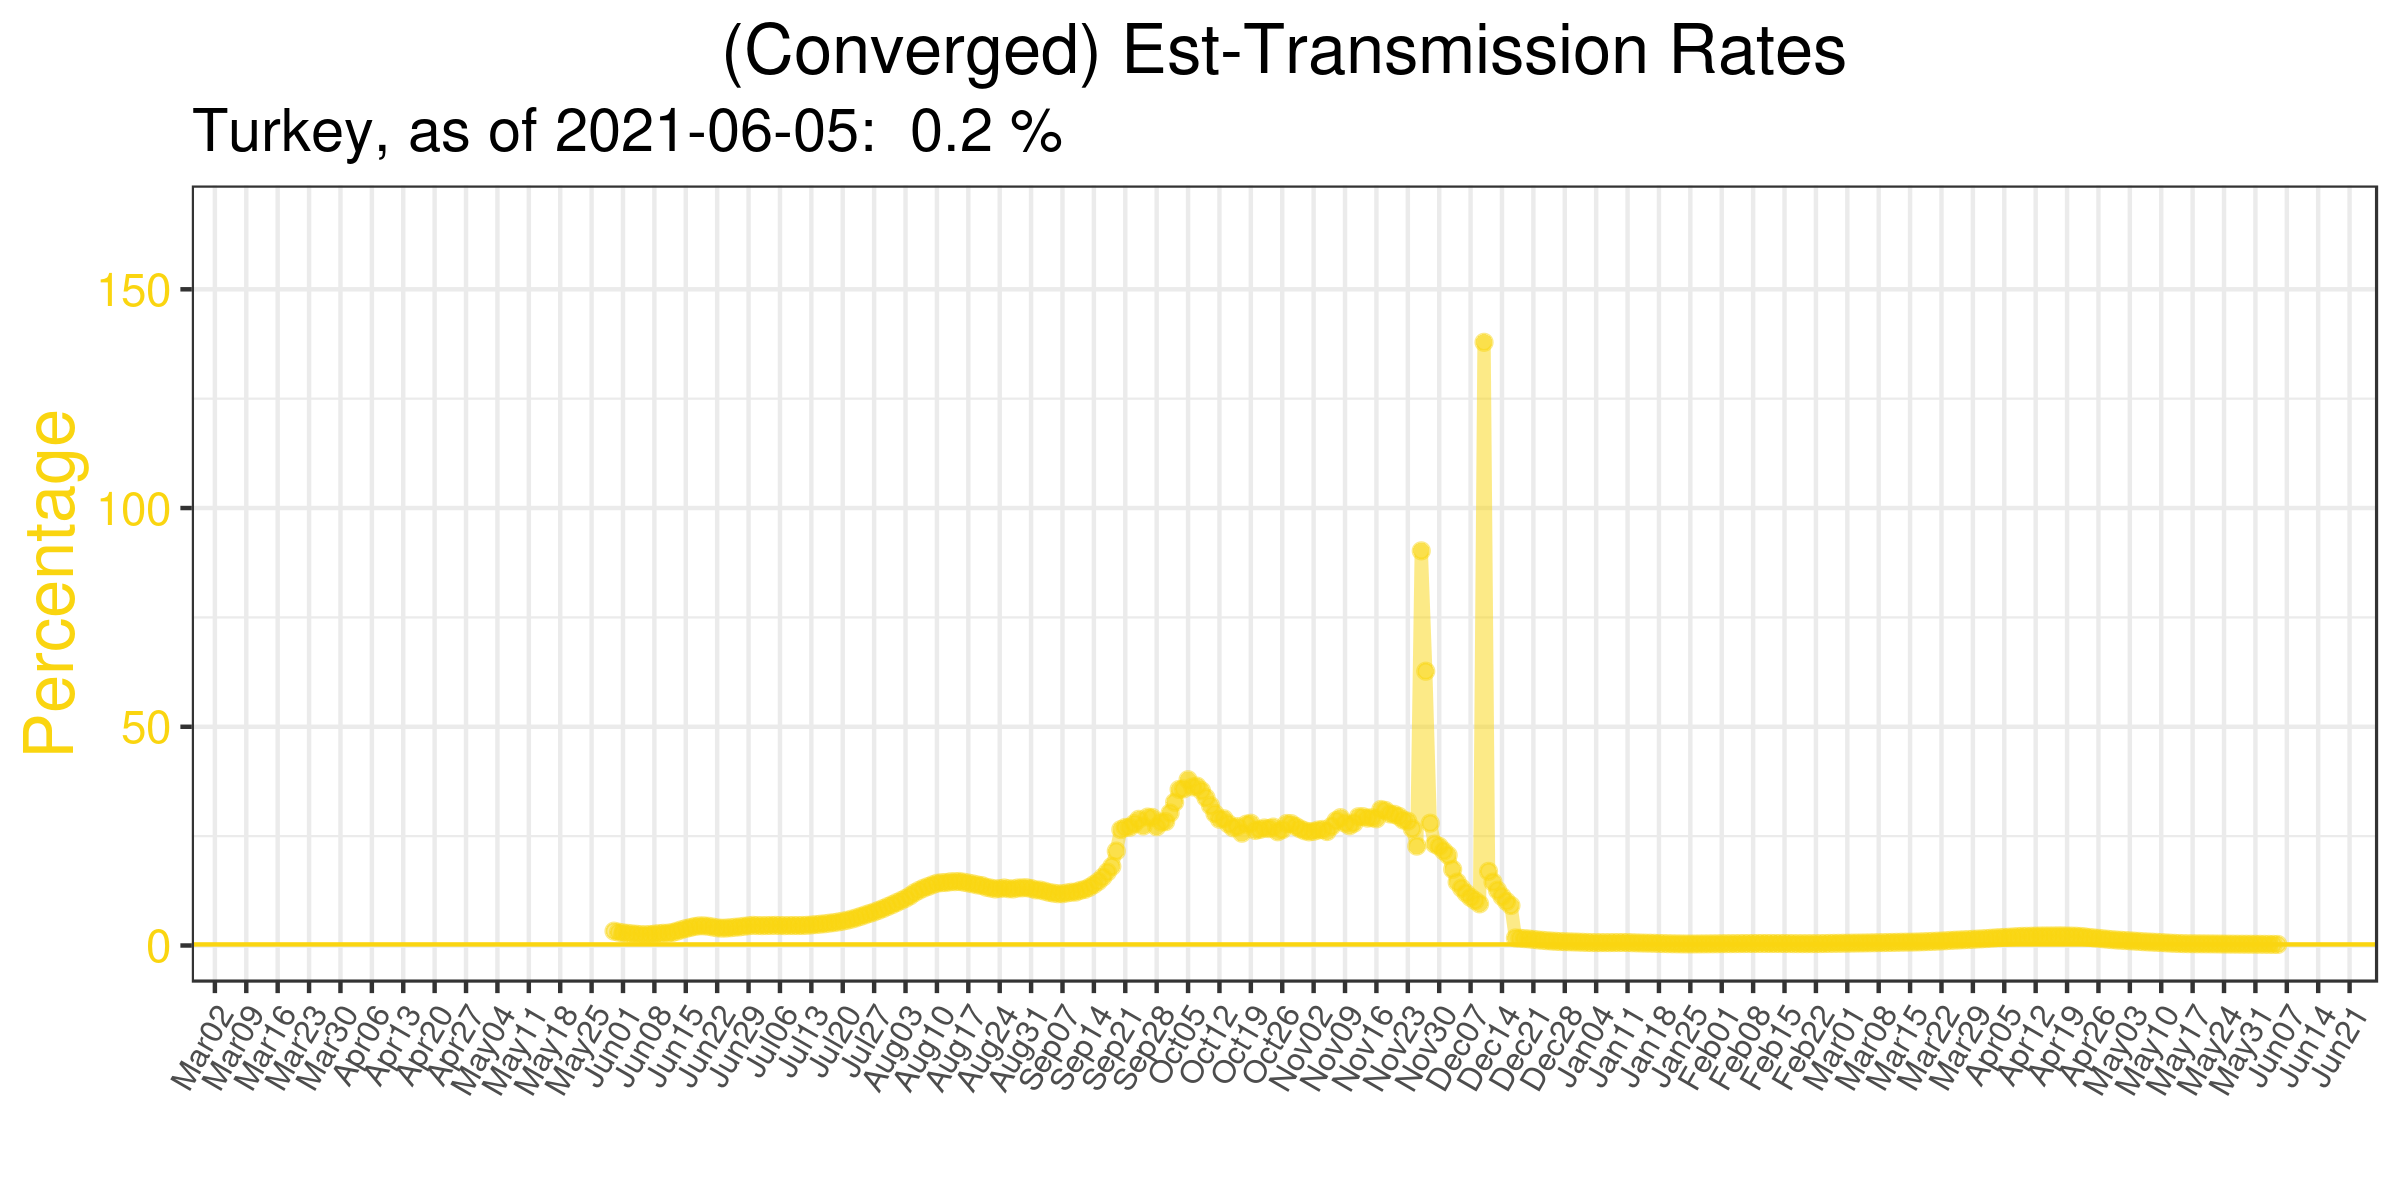 (Converged) Est-Transmission Rates
Turkey, as of 2021-06-05:  0.2 %
Percentage
150
100
50
0
Mar02
Mar09
Mar16
Mar23
Mar30
Apr06
Apr13
Apr20
Apr27
May04
May11
May18
May25
Jun01
Jun08
Jun15
Jun22
Jun29
Jul06
Jul13
Jul20
Jul27
Aug03
Aug10
Aug17
Aug24
Aug31
Sep07
Sep14
Sep21
Sep28
Oct05
Oct12
Oct19
Oct26
Nov02
Nov09
Nov16
Nov23
Nov30
Dec07
Dec14
Dec21
Dec28
Jan04
Jan11
Jan18
Jan25
Feb01
Feb08
Feb15
Feb22
Mar01
Mar08
Mar15
Mar22
Mar29
Apr05
Apr12
Apr19
Apr26
May03
May10
May17
May24
May31
Jun07
Jun14
Jun21